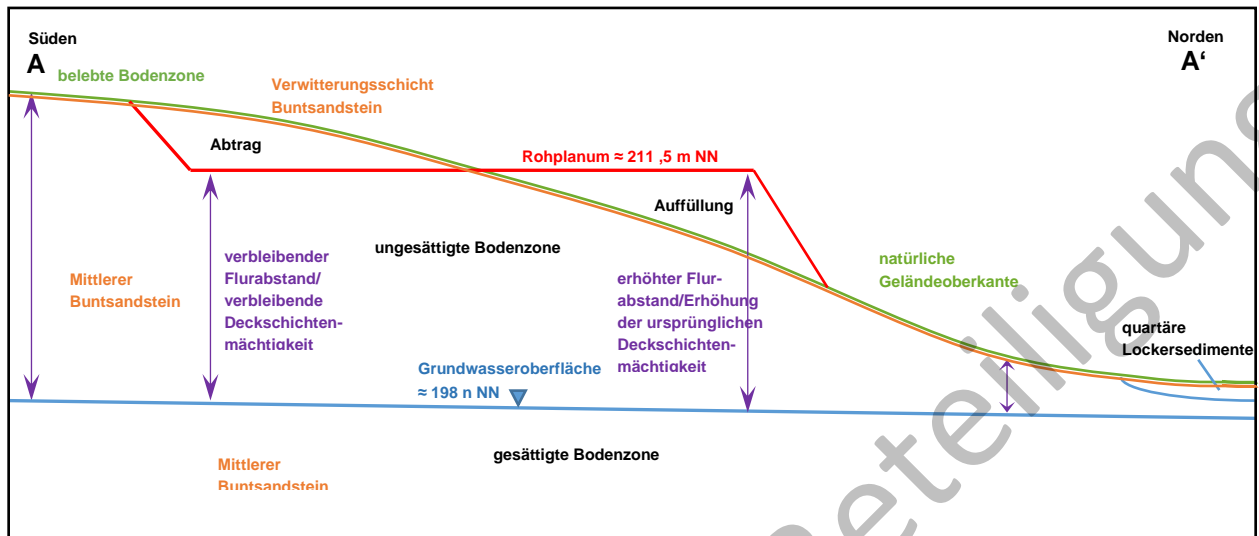 Süden
A
Norden
A‘
belebte Bodenzone
Verwitterungsschicht
Buntsandstein
Abtrag
Rohplanum ≈ 211 ,5 m NN
Auffüllung
ungesättigte Bodenzone
natürliche
Geländeoberkante
Mittlerer
Buntsandstein
verbleibender
Flurabstand/
verbleibende
Deckschichten-
mächtigkeit
erhöhter Flur-
abstand/Erhöhung
der ursprünglichen
Deckschichten-
mächtigkeit
quartäre
Lockersedimente
Grundwasseroberfläche
≈ 198 n NN
gesättigte Bodenzone
Mittlerer
Buntsandstein
Beteiligung